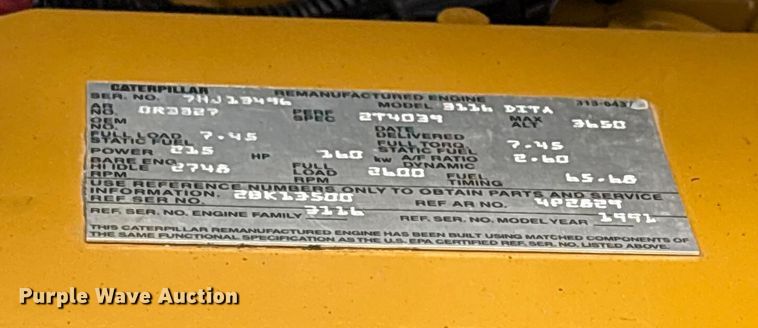 CATERPILLAR REMANUFACTURED ENGINE 313-6437
SER. NO. 7HJ13496 MODEL 3116 DITA
AR NO. 0R3327 PERF SPEC 2T4039 MAX ALT 3650
OEM NO. DATE DELIVERED
FULL LOAD STATIC FUEL 7.45 FULL TORQ STATIC FUEL 7.45
POWER 215 HP 160 kW A/F RATIO DYNAMIC 2.60
BARE ENG HI IDLE RPM 2748 FULL LOAD RPM 2600 FUEL TIMING 65.68
USE REFERENCE NUMBERS ONLY TO OBTAIN PARTS AND SERVICE
INFORMATION.
REF SER NO. 2BK13500 REF AR NO. 4P2829
REF. SER. NO. ENGINE FAMILY 3116 REF. SER. NO. MODEL YEAR 1991
THIS CATERPILLAR REMANUFACTURED ENGINE HAS BEEN BUILT USING MATCHED COMPONENTS OF
THE SAME FUNCTIONAL SPECIFICATION AS THE U.S. EPA CERTIFIED REF. SER. NO. LISTED ABOVE.
Purple Wave Auction